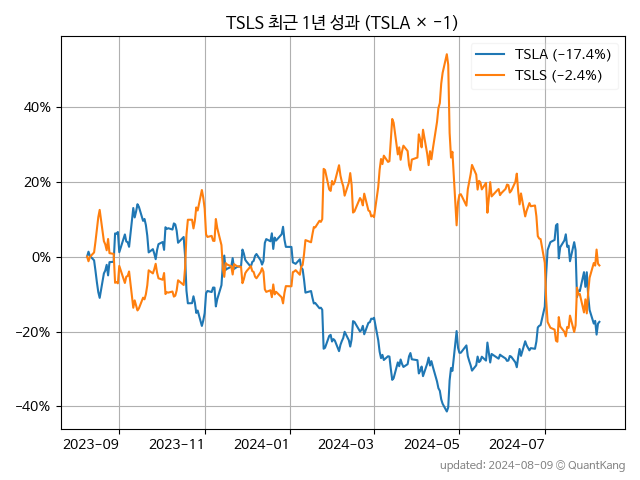 TSLS 최근 1년 성과 (TSLA × −1)
TSLA (−17.4%)
TSLS (−2.4%)
40%
20%
0%
−20%
−40%
2023-09
2023-11
2024-01
2024-03
2024-05
2024-07
updated: 2024-08-09 © QuantKang